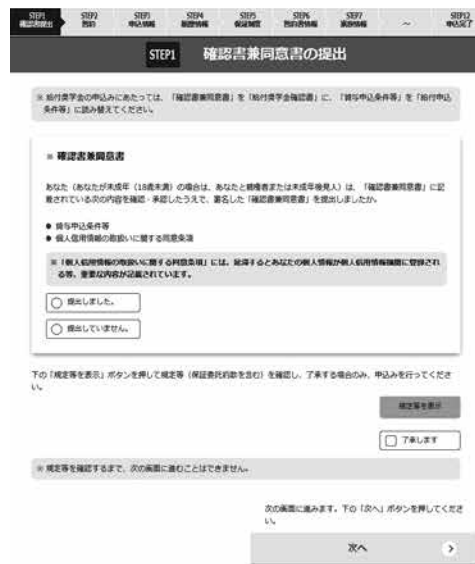 STEP1 STEP2 STEP3 STEP4 STEP5 STEP6 STEP7 ～ STEP12
確認書提出 誓約 申込情報 履歴情報 保証制度 誓約書情報 家族情報 申込完了
STEP1 確認書兼同意書の提出
※ 給付奨学金の申込みにあたっては、「確認書兼同意書」を「給付奨学金確認書」に、「貸与申込条件等」を「給付申込
条件等」に読み替えてください。
確認書兼同意書
あなた（あなたが未成年（18歳未満）の場合は、あなたと親権者または未成年後見人）は、「確認書兼同意書」に記
載されている次の内容を確認・承認したうえで、署名した「確認書兼同意書」を提出しましたか。
● 貸与申込条件等
● 個人信用情報の取扱いに関する同意条項
※「個人信用情報の取扱いに関する同意条項」には、延滞するとあなたの個人情報が個人信用情報機関に登録され
る等、重要な内容が記載されています。
提出しました。
提出していません。
下の「規定等を表示」ボタンを押して規定等（保証委託約款を含む）を確認し、了承する場合のみ、申込みを行ってくださ
い。
規定等を表示
了承します
※ 規定等を確認するまで、次の画面に進むことはできません。
次の画面に進みます。下の「次へ」ボタンを押してくださ
い。
次へ